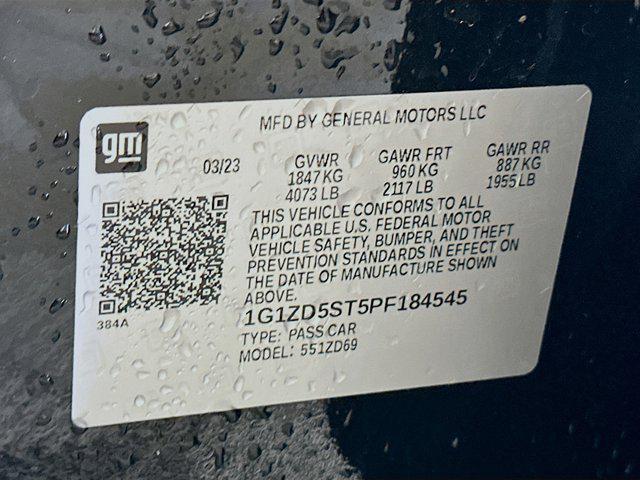 MFD BY GENERAL MOTORS LLC
gm
03/23
GVWR GAWR FRT GAWR RR
1847 KG 960 KG 887 KG
4073 LB 2117 LB 1955 LB
THIS VEHICLE CONFORMS TO ALL
APPLICABLE U.S. FEDERAL MOTOR
VEHICLE SAFETY, BUMPER, AND THEFT
PREVENTION STANDARDS IN EFFECT ON
THE DATE OF MANUFACTURE SHOWN
ABOVE.
384A
1G1ZD5ST5PF184545
TYPE: PASS CAR
MODEL: 551ZD69